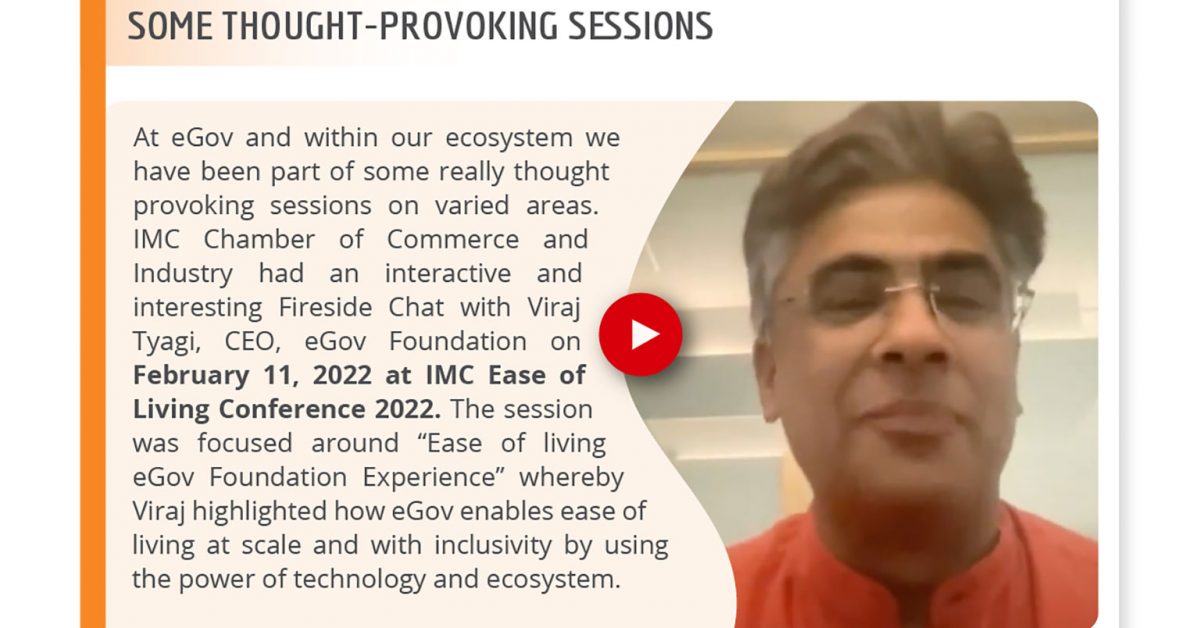 SOME THOUGHT-PROVOKING SESSIONS
At eGov and within our ecosystem we
have been part of some really thought
provoking sessions on varied areas.
IMC Chamber of Commerce and
Industry had an interactive and
interesting Fireside Chat with Viraj
Tyagi, CEO, eGov Foundation on
February 11, 2022 at IMC Ease of
Living Conference 2022. The session
was focused around “Ease of living
eGov Foundation Experience” whereby
Viraj highlighted how eGov enables ease of
living at scale and with inclusivity by using
the power of technology and ecosystem.